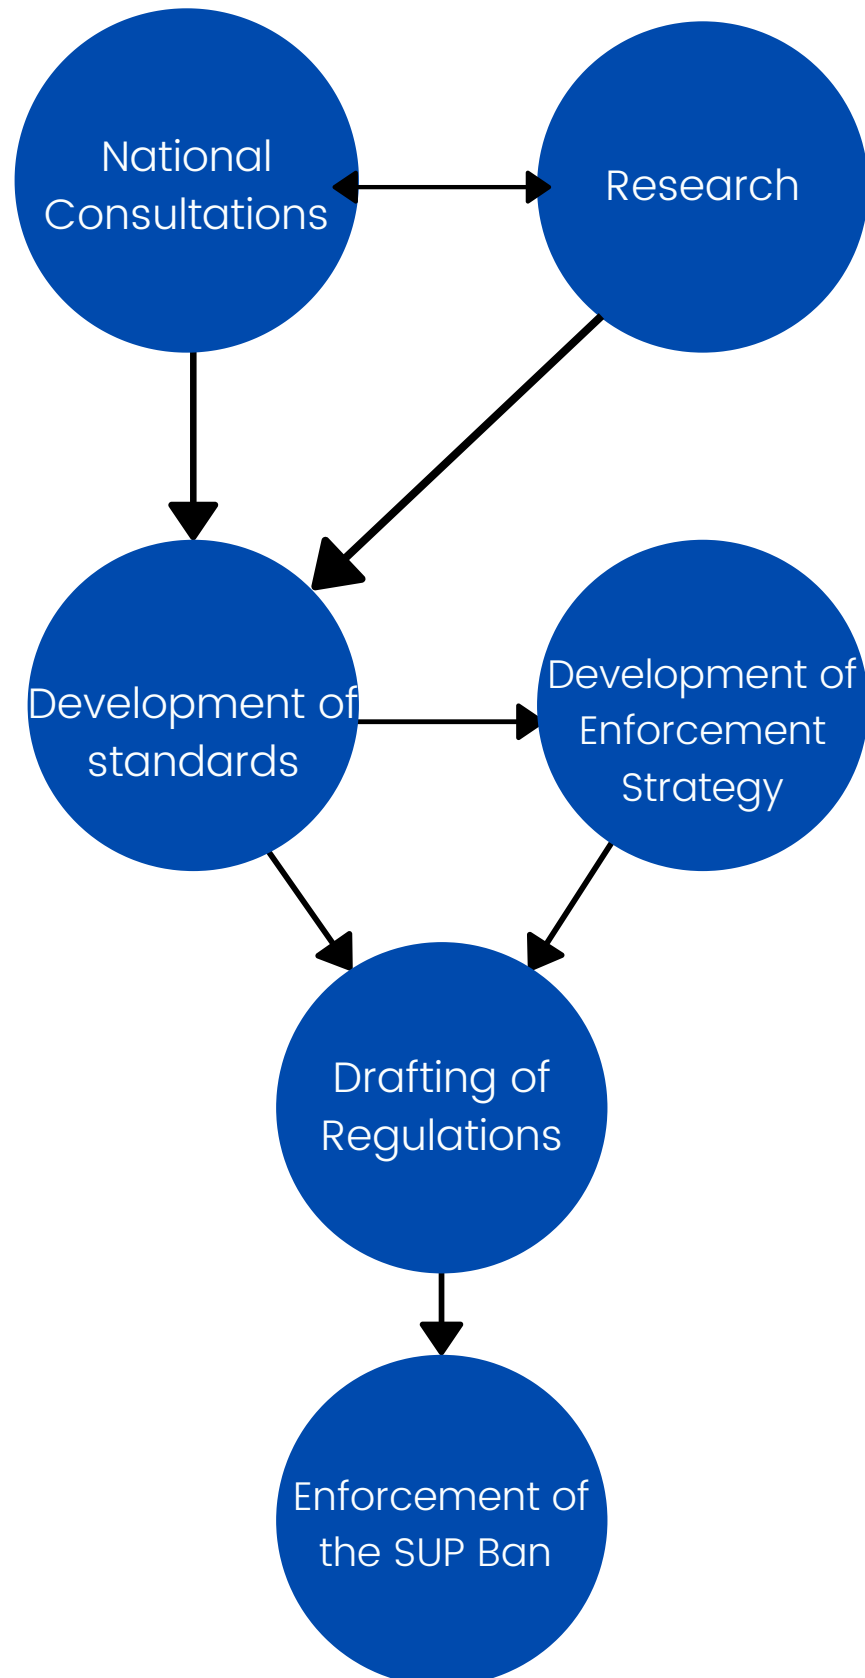 National
Consultations
Research
Development of
standards
Development of
Enforcement
Strategy
Drafting of
Regulations
Enforcement of
the SUP Ban